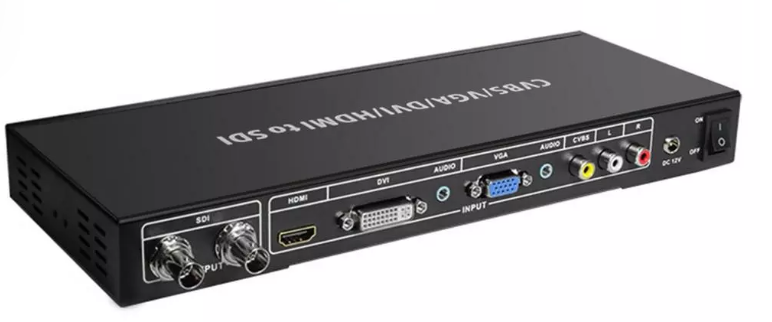 CVBS/VGA/DVI/HDMI to SDI
SDI
HDMI
DVI
AUDIO
VGA
AUDIO
CVBS
L
R
DC 12V
ON
OFF
INPUT